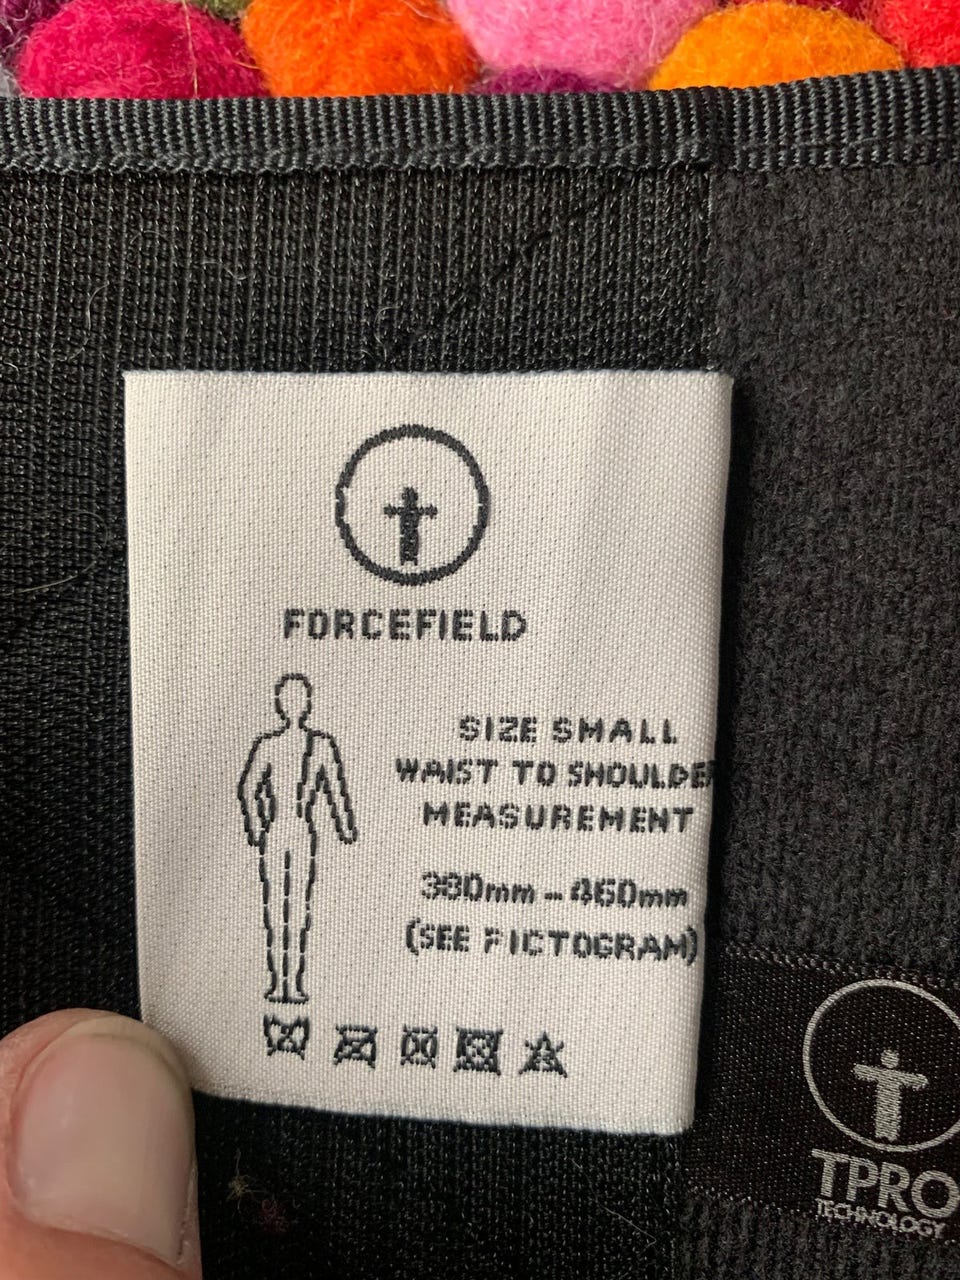 FORCEFIELD
SIZE SMALL
WAIST TO SHOULDER
MEASUREMENT
380mm - 460mm
(SEE PICTOGRAM)
TPRO
TECHNOLOGY